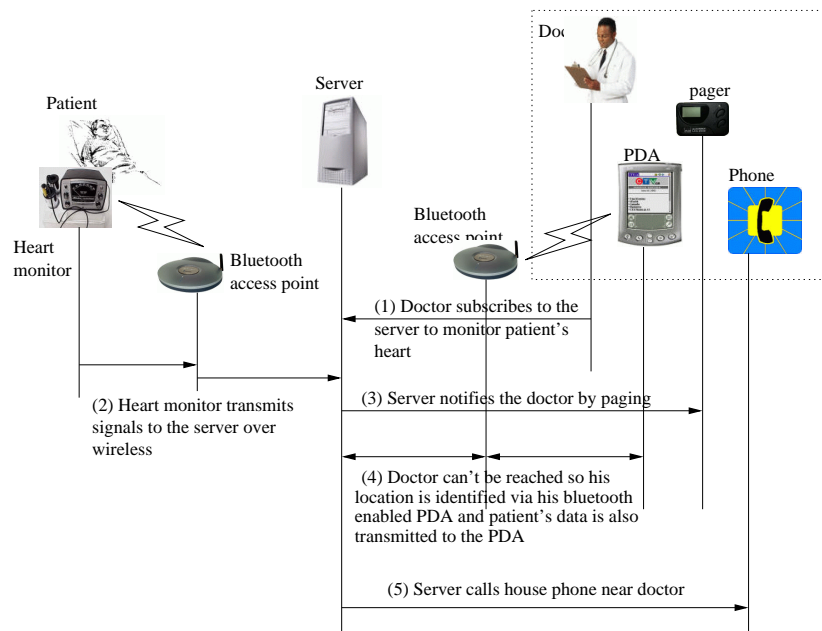 Doc
Server
Patient
pager
PDA
Phone
Bluetooth
access point
Heart
monitor
Bluetooth
access point
(1) Doctor subscribes to the
server to monitor patient's
heart
(2) Heart monitor transmits
signals to the server over
wireless
(3) Server notifies the doctor by paging
(4) Doctor can't be reached so his
location is identified via his bluetooth
enabled PDA and patient's data is also
transmitted to the PDA
(5) Server calls house phone near doctor